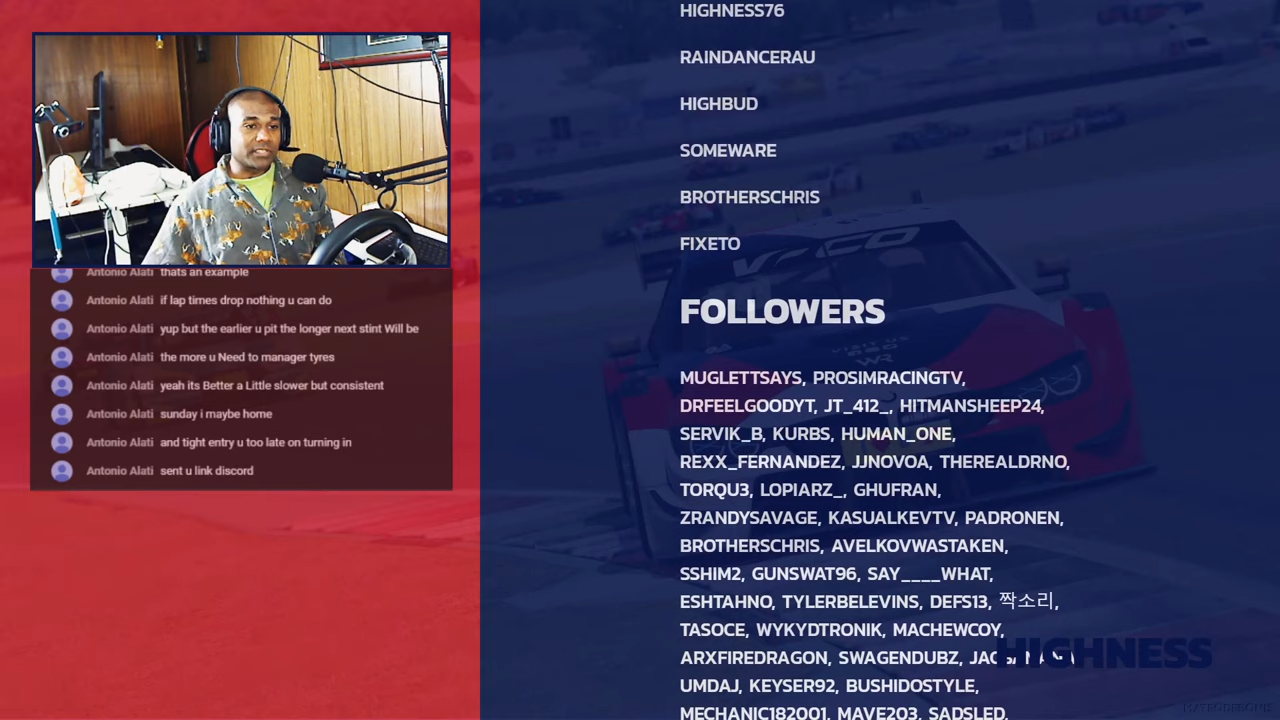 HIGHNESS76
RAINDANCERAU
HIGHBUD
SOMEWARE
BROTHERSCHRIS
FIXETO
FOLLOWERS
MUGLETTSAYS, PROSIMRACINGTV,
DRFEELGOODYT, JT_412_, HITMANSHEEP24,
SERVIK_B, KURBS, HUMAN_ONE,
REXX_FERNANDEZ, JJNOVOA, THEREALDRNO,
TORQU3, LOPIARZ_, GHUFRAN,
ZRANDYSAVAGE, KASUALKEVTV, PADRONEN,
BROTHERSCHRIS, AVELKOVWASTAKEN,
SSHIM2, GUNSWAT96, SAY____WHAT,
ESHTAHNO, TYLERBELEVINS, DEFS13, 짝소리,
TASOCE, WYKYDTRONIK, MACHEWCOY,
ARXFIREDRAGON, SWAGENDUBZ,
UMDAJ, KEYSER92, BUSHIDOSTYLE,
MECHANIC182001, MAVE203, SADSLED,
HIGHNESS
Antonio Alati thats an example
Antonio Alati if lap times drop nothing u can do
Antonio Alati yup but the earlier u pit the longer next stint Will be
Antonio Alati the more u Need to manager tyres
Antonio Alati yeah its Better a Little slower but consistent
Antonio Alati sunday i maybe home
Antonio Alati and tight entry u too late on turning in
Antonio Alati sent u link discord